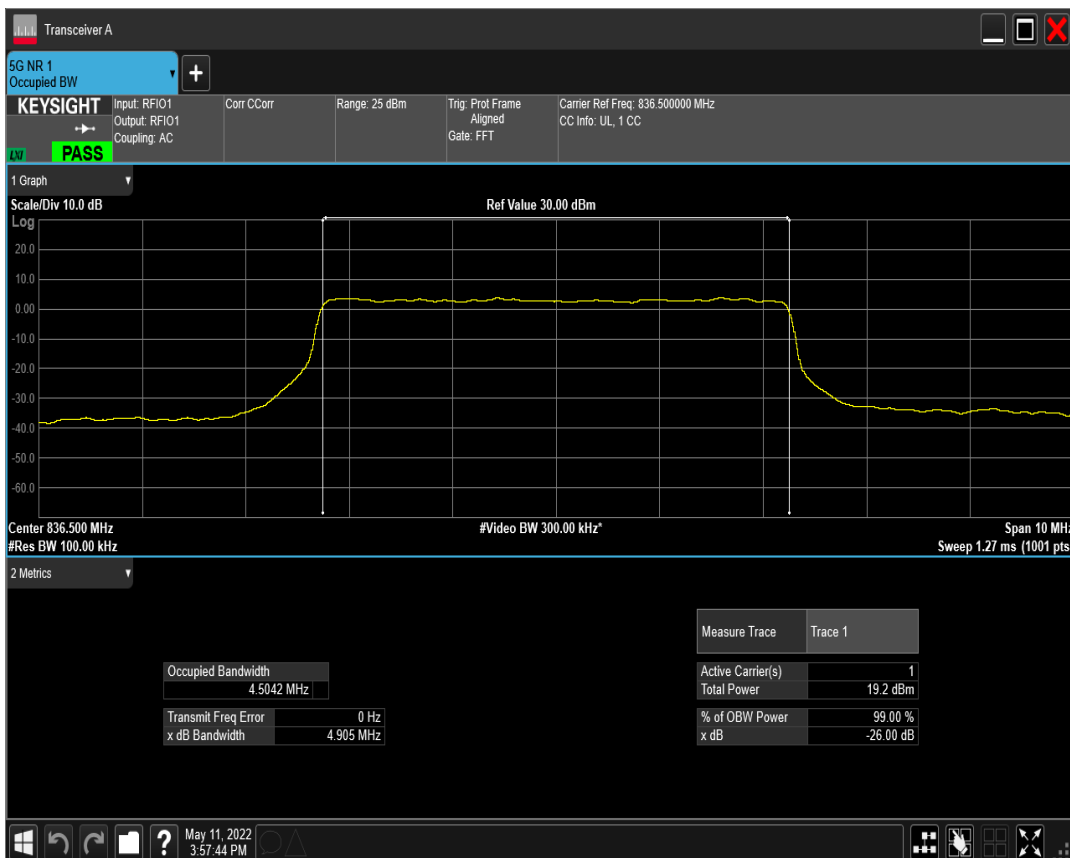 Transceiver A
5G NR 1
Occupied BW
KEYSIGHT
LXI
PASS
Input: RFIO1
Output: RFIO1
Coupling: AC
Corr CCorr
Range: 25 dBm
Trig: Prot Frame
Aligned
Gate: FFT
Carrier Ref Freq: 836.500000 MHz
CC Info: UL, 1 CC
1 Graph
Scale/Div 10.0 dB
Ref Value 30.00 dBm
Log
20.0
10.0
0.00
-10.0
-20.0
-30.0
-40.0
-50.0
-60.0
Center 836.500 MHz
#Video BW 300.00 kHz*
Span 10 MHz
#Res BW 100.00 kHz
Sweep 1.27 ms (1001 pts
2 Metrics
Measure Trace Trace 1
Occupied Bandwidth
4.5042 MHz
Active Carrier(s) 1
Total Power 19.2 dBm
Transmit Freq Error 0 Hz
x dB Bandwidth 4.905 MHz
% of OBW Power 99.00 %
x dB -26.00 dB
?
May 11, 2022
3:57:44 PM